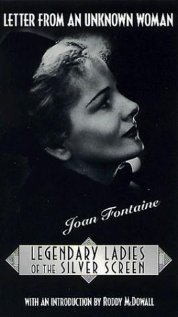 LETTER FROM AN UNKNOWN WOMAN
Joan Fontaine
LEGENDARY LADIES
OF THE SILVER SCREEN
WITH AN INTRODUCTION BY RODDY McDOWALL